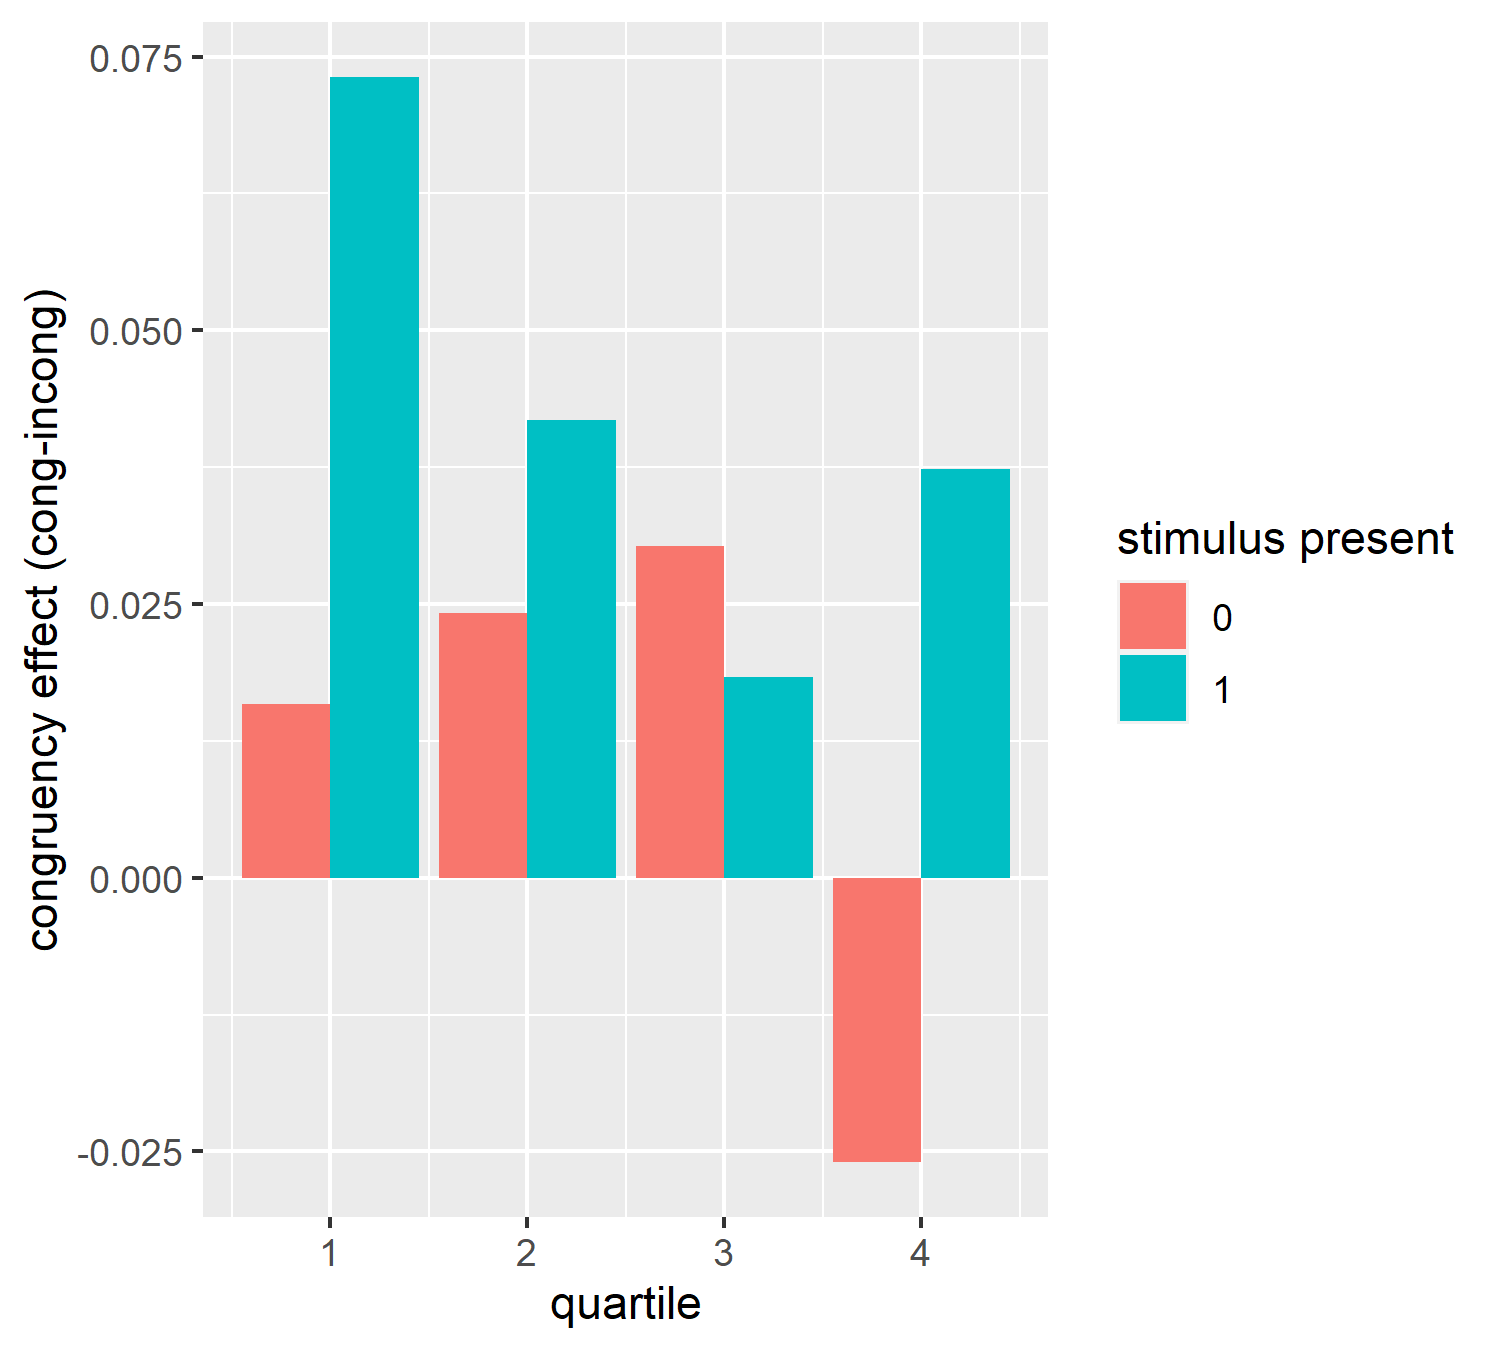 0.075
0.050
0.025
0.000
-0.025
congruency effect (cong-incong)
1 2 3 4
quartile
stimulus present
0
1